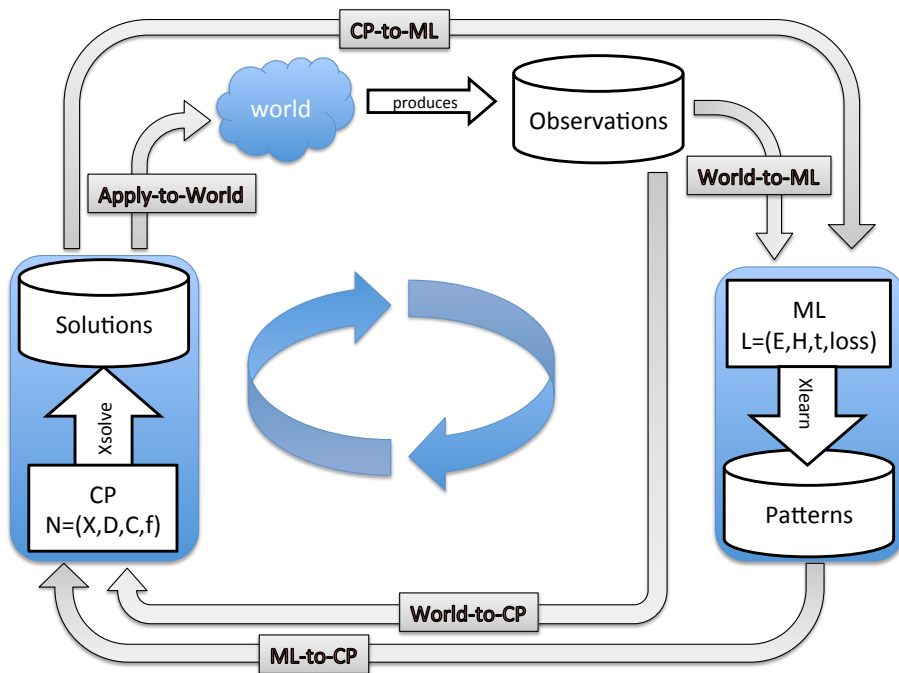 CP-to-ML
world
produces
Observations
World-to-ML
Apply-to-World
Solutions
Xsolve
CP
N=(X,D,C,f)
ML
L=(E,H,t,loss)
Xlearn
Patterns
World-to-CP
ML-to-CP